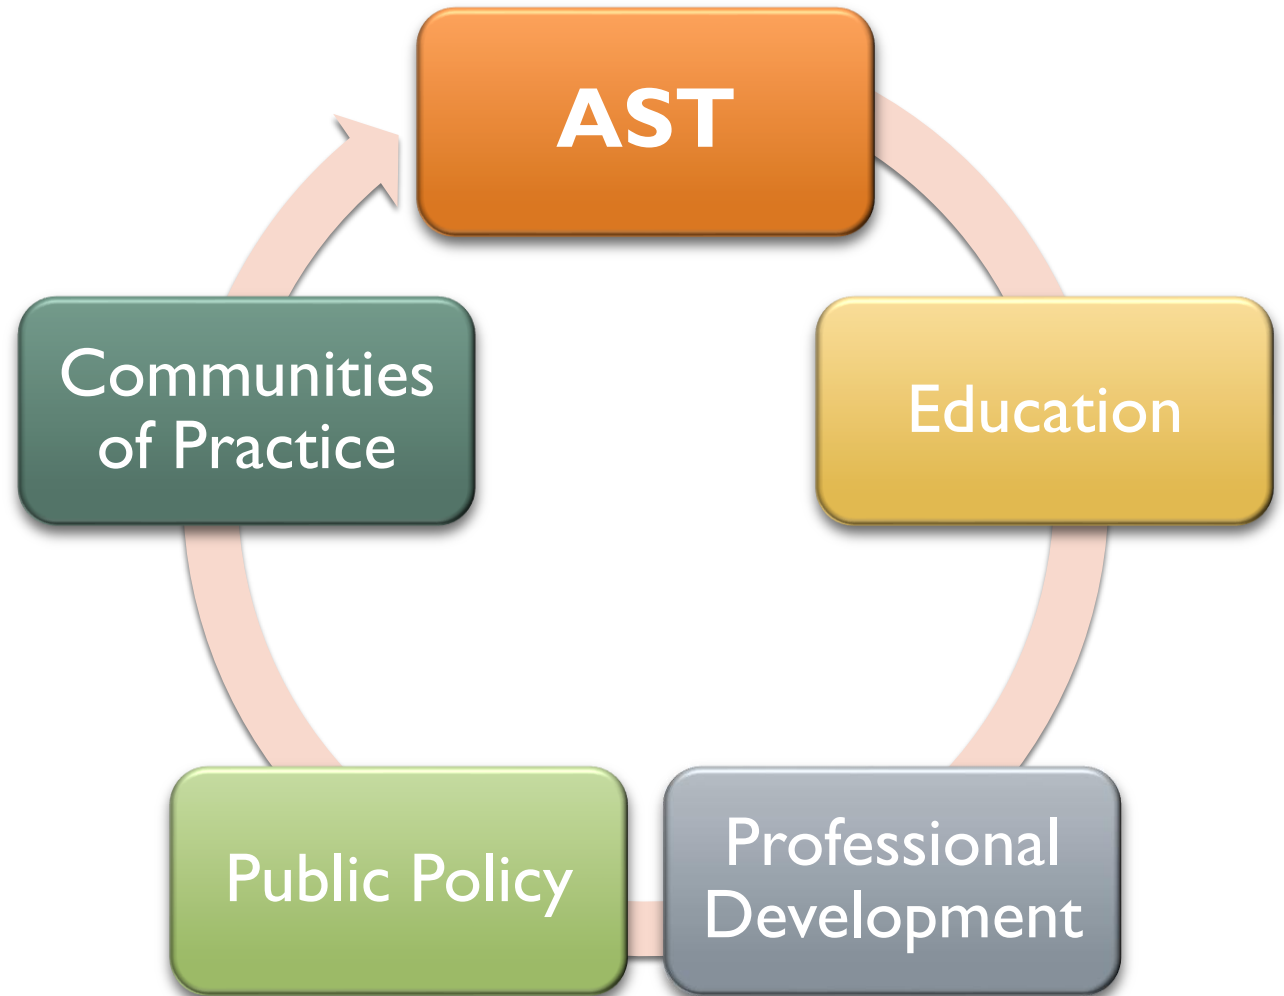 AST
Education
Professional
Development
Public Policy
Communities
of Practice